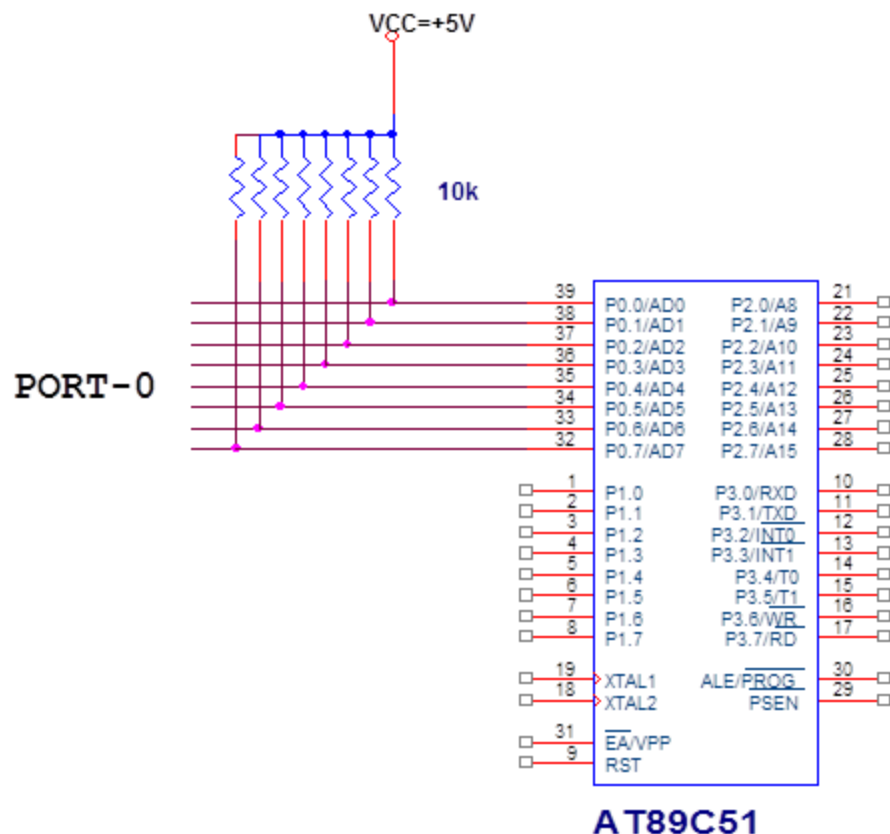 VCC=+5V
10k
PORT-0
39 P0.0/AD0 P2.0/A8 21
38 P0.1/AD1 P2.1/A9 22
37 P0.2/AD2 P2.2/A10 23
36 P0.3/AD3 P2.3/A11 24
35 P0.4/AD4 P2.4/A12 25
34 P0.5/AD5 P2.5/A13 26
33 P0.6/AD6 P2.6/A14 27
32 P0.7/AD7 P2.7/A15 28
1 P1.0 P3.0/RXD 10
2 P1.1 P3.1/TXD 11
3 P1.2 P3.2/INT0 12
4 P1.3 P3.3/INT1 13
5 P1.4 P3.4/T0 14
6 P1.5 P3.5/T1 15
7 P1.6 P3.6/WR 16
8 P1.7 P3.7/RD 17
19 XTAL1 ALE/PROG 30
18 XTAL2 PSEN 29
31 EA/VPP
9 RST
AT89C51